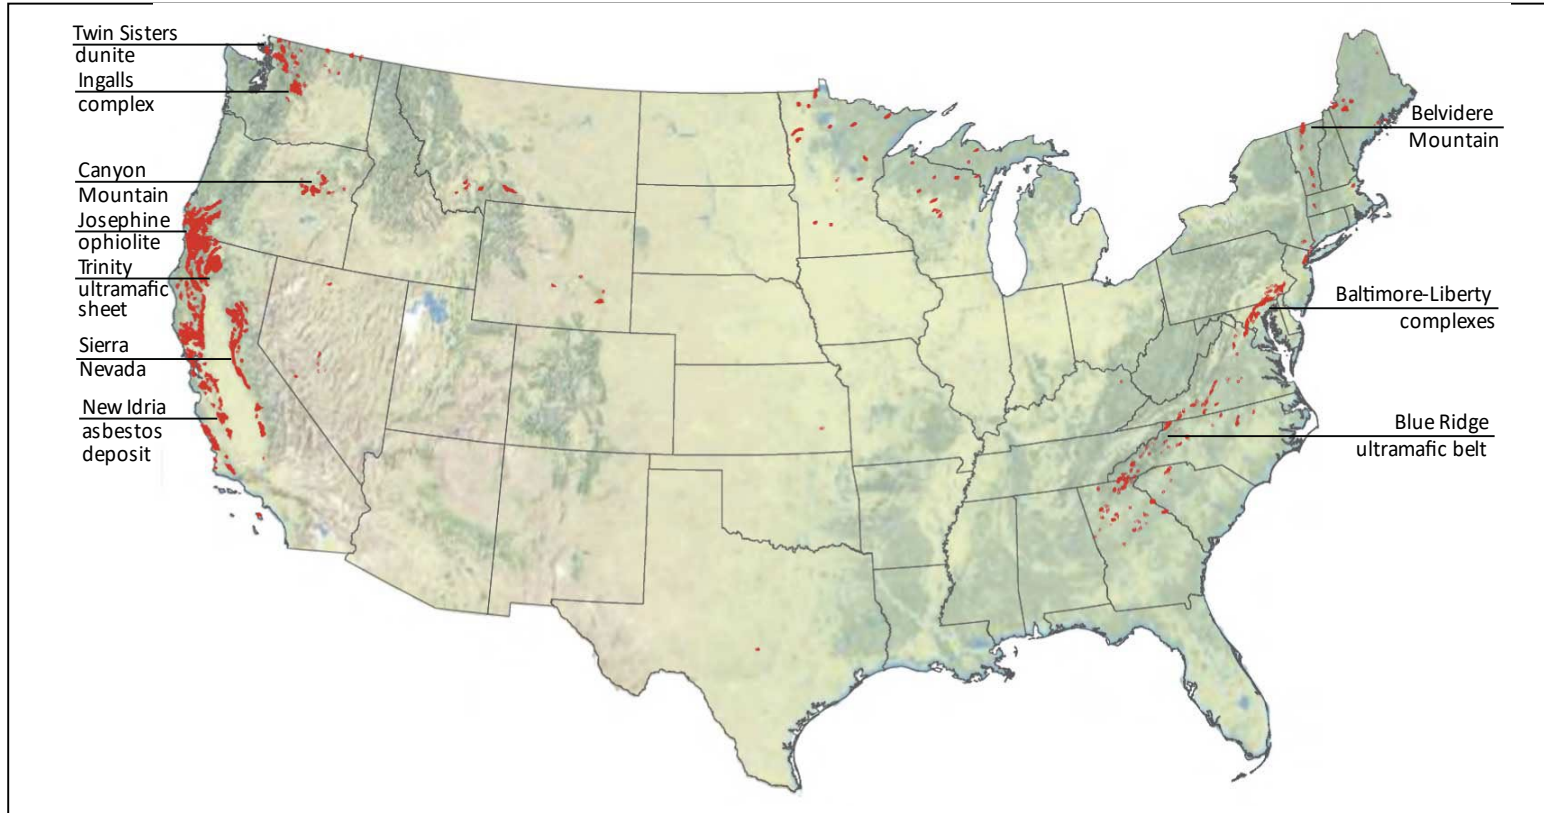 Twin Sisters
dunite
Ingalls
complex
Canyon
Mountain
Josephine
ophiolite
Trinity
ultramafic
sheet
Sierra
Nevada
New Idria
asbestos
deposit
Belvidere
Mountain
Baltimore-Liberty
complexes
Blue Ridge
ultramafic belt